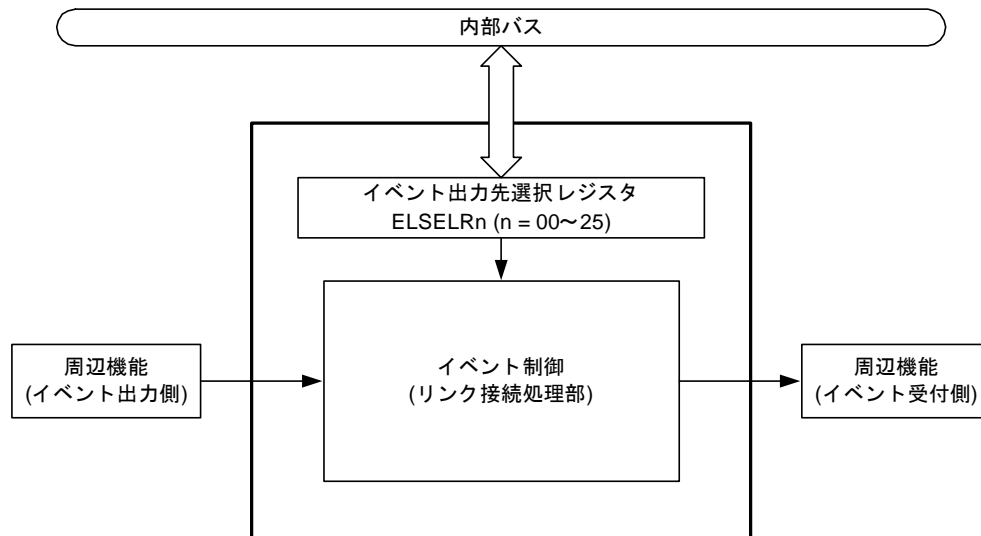 内部バス
イベント出力先選択レジスタ
ELSELRn (n = 00～25)
周辺機能
(イベント出力側)
イベント制御
(リンク接続処理部)
周辺機能
(イベント受付側)